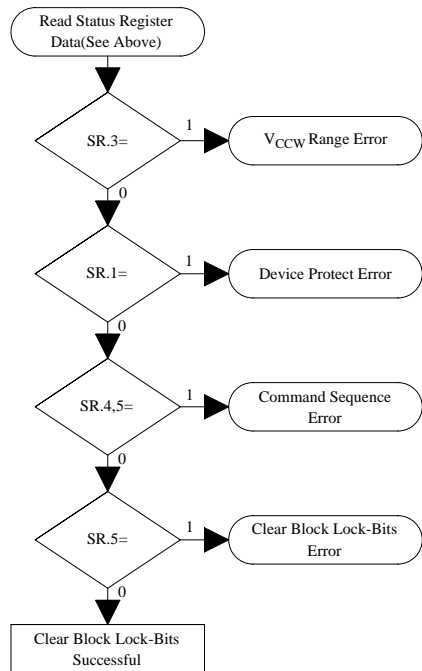 Read Status Register
Data(See Above)
SR.3=
1
VCCW Range Error
0
SR.1=
1
Device Protect Error
0
SR.4,5=
1
Command Sequence
Error
0
SR.5=
1
Clear Block Lock-Bits
Error
0
Clear Block Lock-Bits
Successful